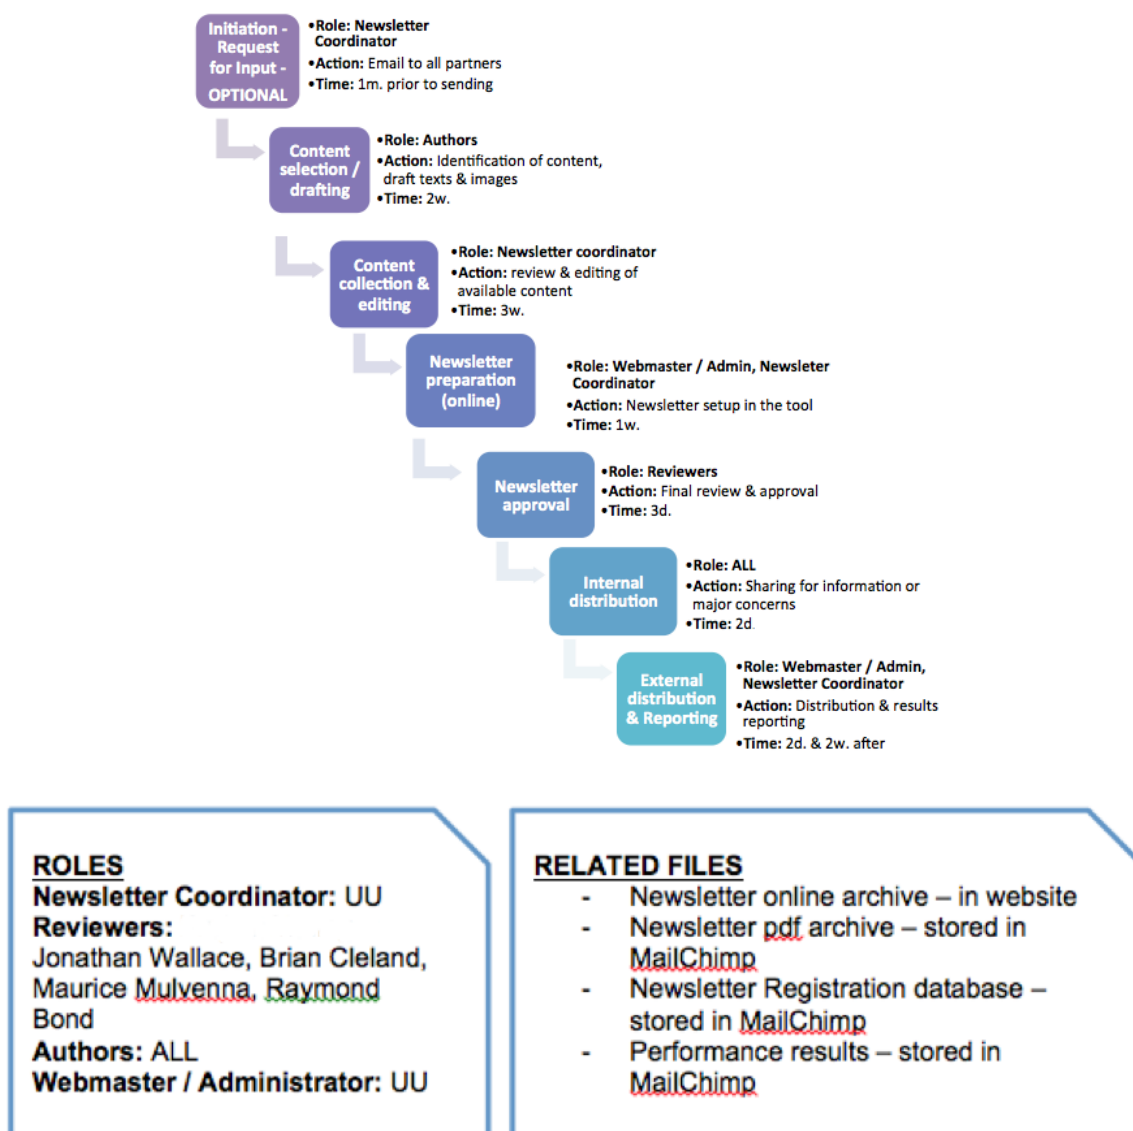 Initiation -
Request
for Input -
OPTIONAL
•Role: Newsletter
Coordinator
•Action: Email to all partners
•Time: 1m. prior to sending
Content
selection /
drafting
•Role: Authors
•Action: Identification of content,
draft texts & images
•Time: 2w.
Content
collection &
editing
•Role: Newsletter coordinator
•Action: review & editing of
available content
•Time: 3w.
Newsletter
preparation
(online)
•Role: Webmaster / Admin, Newsleter
Coordinator
•Action: Newsletter setup in the tool
•Time: 1w.
Newsletter
approval
•Role: Reviewers
•Action: Final review & approval
•Time: 3d.
Internal
distribution
•Role: ALL
•Action: Sharing for information or
major concerns
•Time: 2d.
External
distribution
& Reporting
•Role: Webmaster / Admin,
Newsletter Coordinator
•Action: Distribution & results
reporting
•Time: 2d. & 2w. after
ROLES
Newsletter Coordinator: UU
Reviewers:
Jonathan Wallace, Brian Cleland,
Maurice Mulvenna, Raymond
Bond
Authors: ALL
Webmaster / Administrator: UU
RELATED FILES
- Newsletter online archive – in website
- Newsletter pdf archive – stored in
MailChimp
- Newsletter Registration database –
stored in MailChimp
- Performance results – stored in
MailChimp